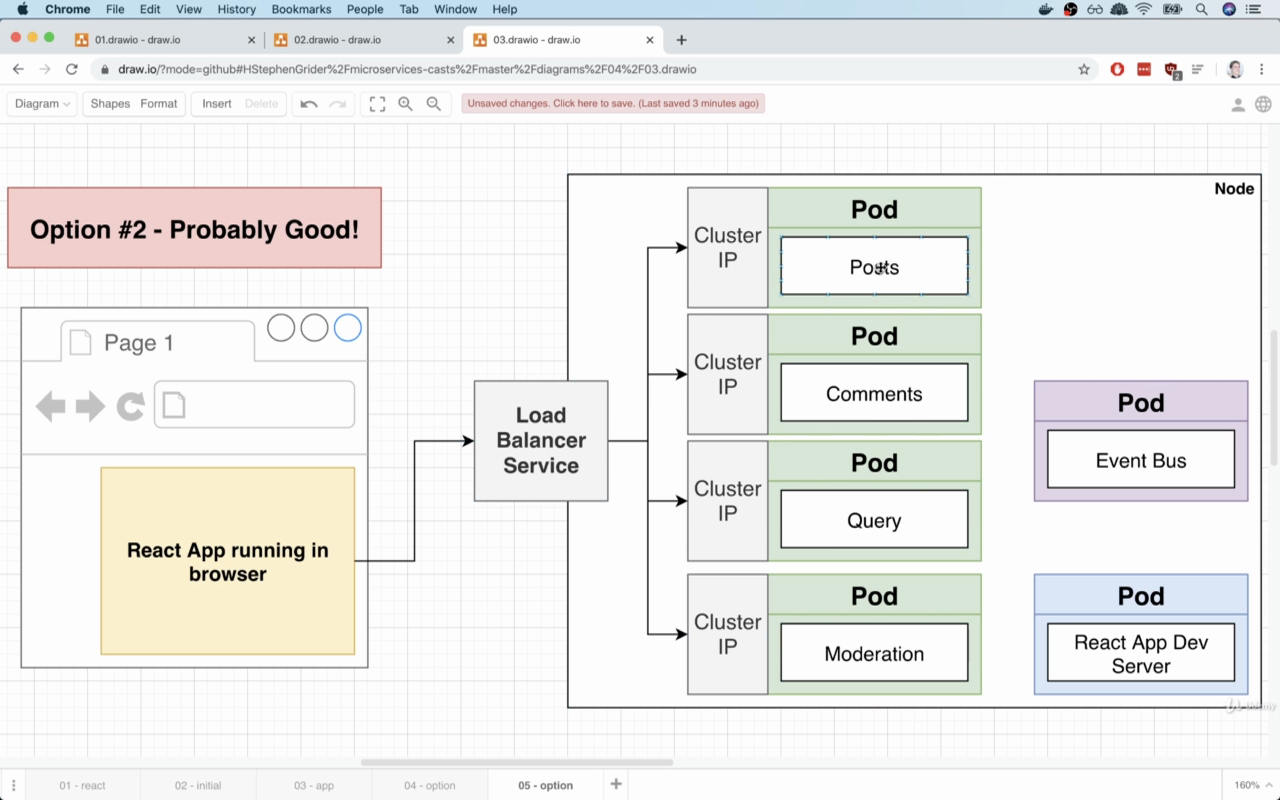 Chrome File Edit View History Bookmarks People Tab Window Help
01.drawio - draw.io
02.drawio - draw.io
03.drawio - draw.io
draw.io/?mode=github#HStephenGrider%2Fmicroservices-casts%2Fmaster%2Fdiagrams%2F04%2F03.drawio
2
Diagram Shapes Format Insert Delete
Unsaved changes. Click here to save. (Last saved 3 minutes ago)
Option #2 - Probably Good!
Page 1
React App running in
browser
Load
Balancer
Service
Node
Cluster
IP
Pod
Posts
Cluster
IP
Pod
Comments
Cluster
IP
Pod
Query
Cluster
IP
Pod
Moderation
Pod
Event Bus
Pod
React App Dev
Server
Udemy
01 - react
02 - initial
03 - app
04 - option
05 - option
160%